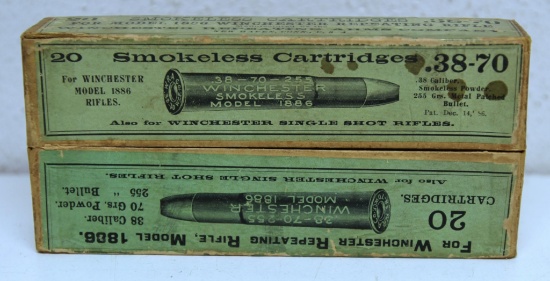 SMOKELESS CARTRIDGES
20 Smokeless Cartridges .38-70
For WINCHESTER
MODEL 1886
RIFLES.
38-70-255
WINCHESTER
SMOKELESS
MODEL 1886
.38 Caliber.
Smokeless Powder.
255 Grs. Metal Patched
Bullet.
Pat. Dec. 14,'86.
Also for WINCHESTER SINGLE SHOT RIFLES.
FOR WINCHESTER REPEATING RIFLE, MODEL 1886.
20
CARTRIDGES.
38-70-255
WINCHESTER
MODEL 1886
38 Caliber.
70 Grs. Powder.
255 " Bullet.
Also for WINCHESTER SINGLE SHOT RIFLES.